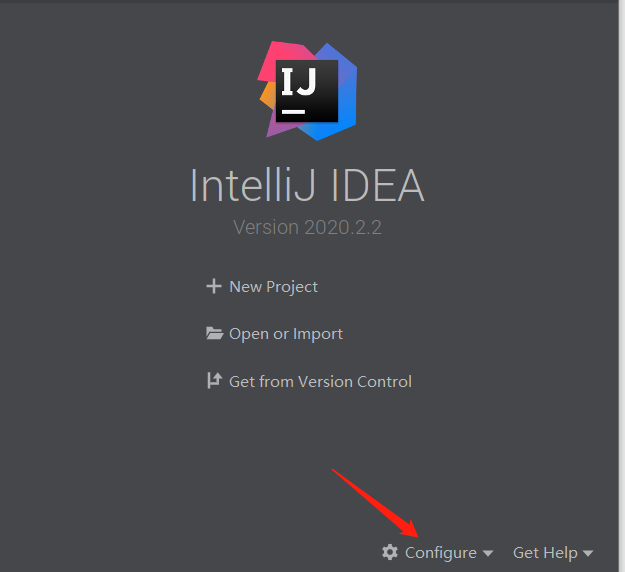 IJ
IntelliJ IDEA
Version 2020.2.2
New Project
Open or Import
Get from Version Control
Configure Get Help